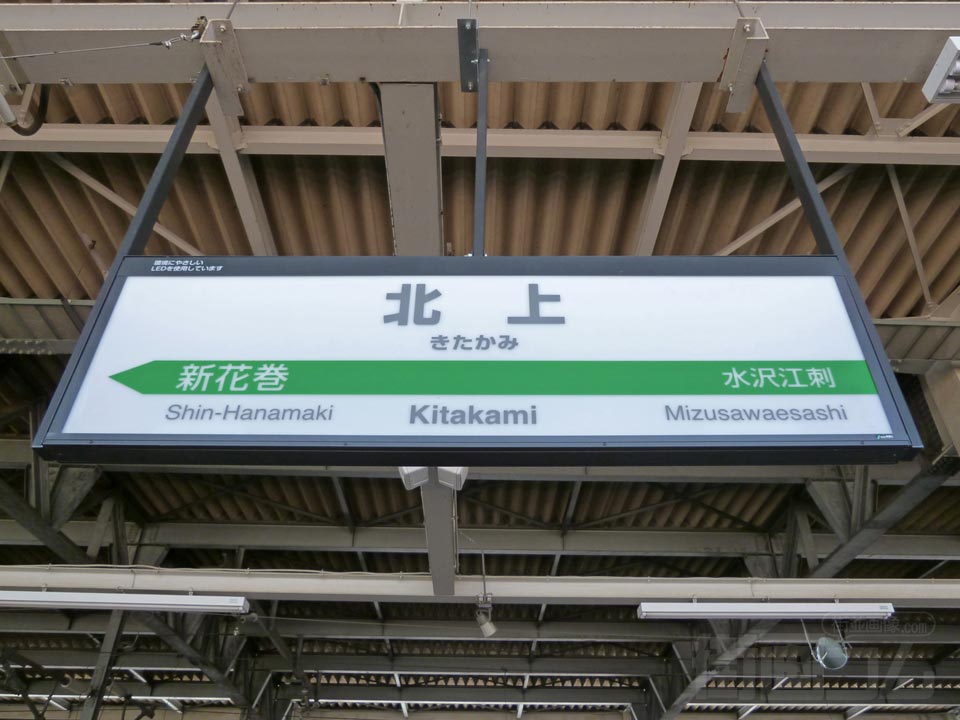 環境にやさしい
LEDを使用しています
北上
きたかみ
新花巻 水沢江刺
Shin-Hanamaki Kitakami Mizusawaesashi